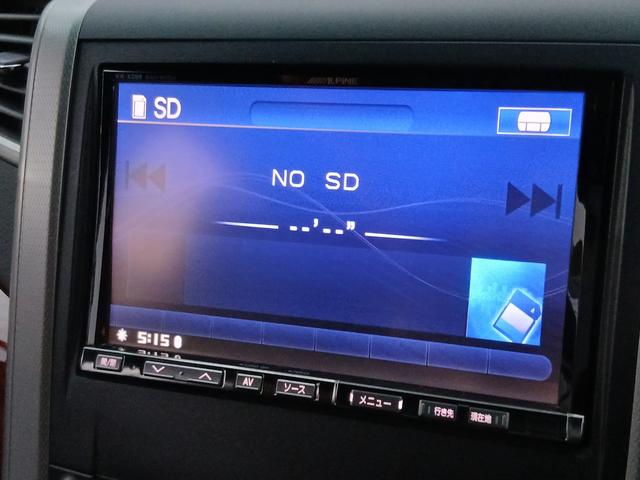 ALPINE
SD
NO SD
--'--"
5:15
AV
ソース
メニュー
行き先
現在地